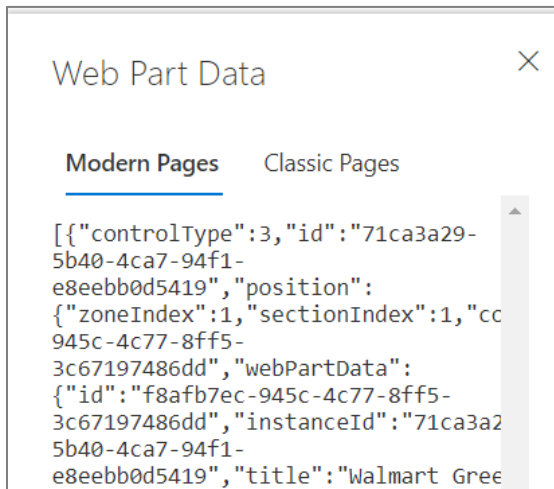 Web Part Data
Modern Pages Classic Pages
[{"controlType":3,"id":"71ca3a29-
5b40-4ca7-94f1-
e8eebb0d5419","position":
{"zoneIndex":1,"sectionIndex":1,"co
945c-4c77-8ff5-
3c67197486dd","webPartData":
{"id":"f8afb7ec-945c-4c77-8ff5-
3c67197486dd","instanceId":"71ca3a2
5b40-4ca7-94f1-
e8eebb0d5419","title":"Walmart Gree